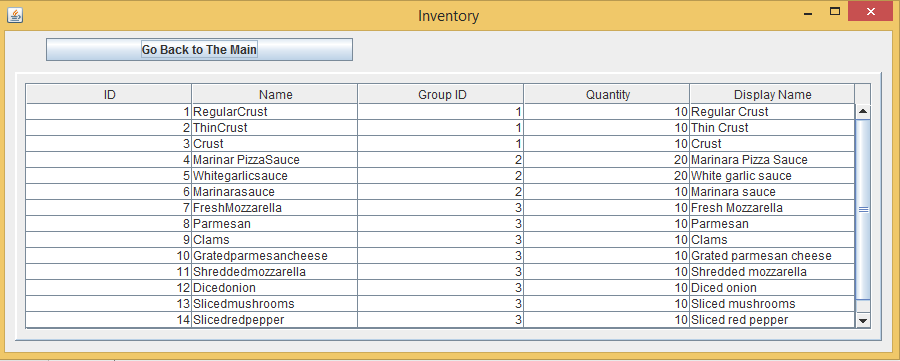 Inventory
Go Back to The Main
ID Name Group ID Quantity Display Name
1 RegularCrust 1 10 Regular Crust
2 ThinCrust 1 10 Thin Crust
3 Crust 1 10 Crust
4 Marinar PizzaSauce 2 20 Marinara Pizza Sauce
5 Whitegarlicsauce 2 20 White garlic sauce
6 Marinarasauce 2 10 Marinara sauce
7 FreshMozzarella 3 10 Fresh Mozzarella
8 Parmesan 3 10 Parmesan
9 Clams 3 10 Clams
10 Gratedparmesancheese 3 10 Grated parmesan cheese
11 Shreddedmozzarella 3 10 Shredded mozzarella
12 Dicedonion 3 10 Diced onion
13 Slicedmushrooms 3 10 Sliced mushrooms
14 Slicedredpepper 3 10 Sliced red pepper